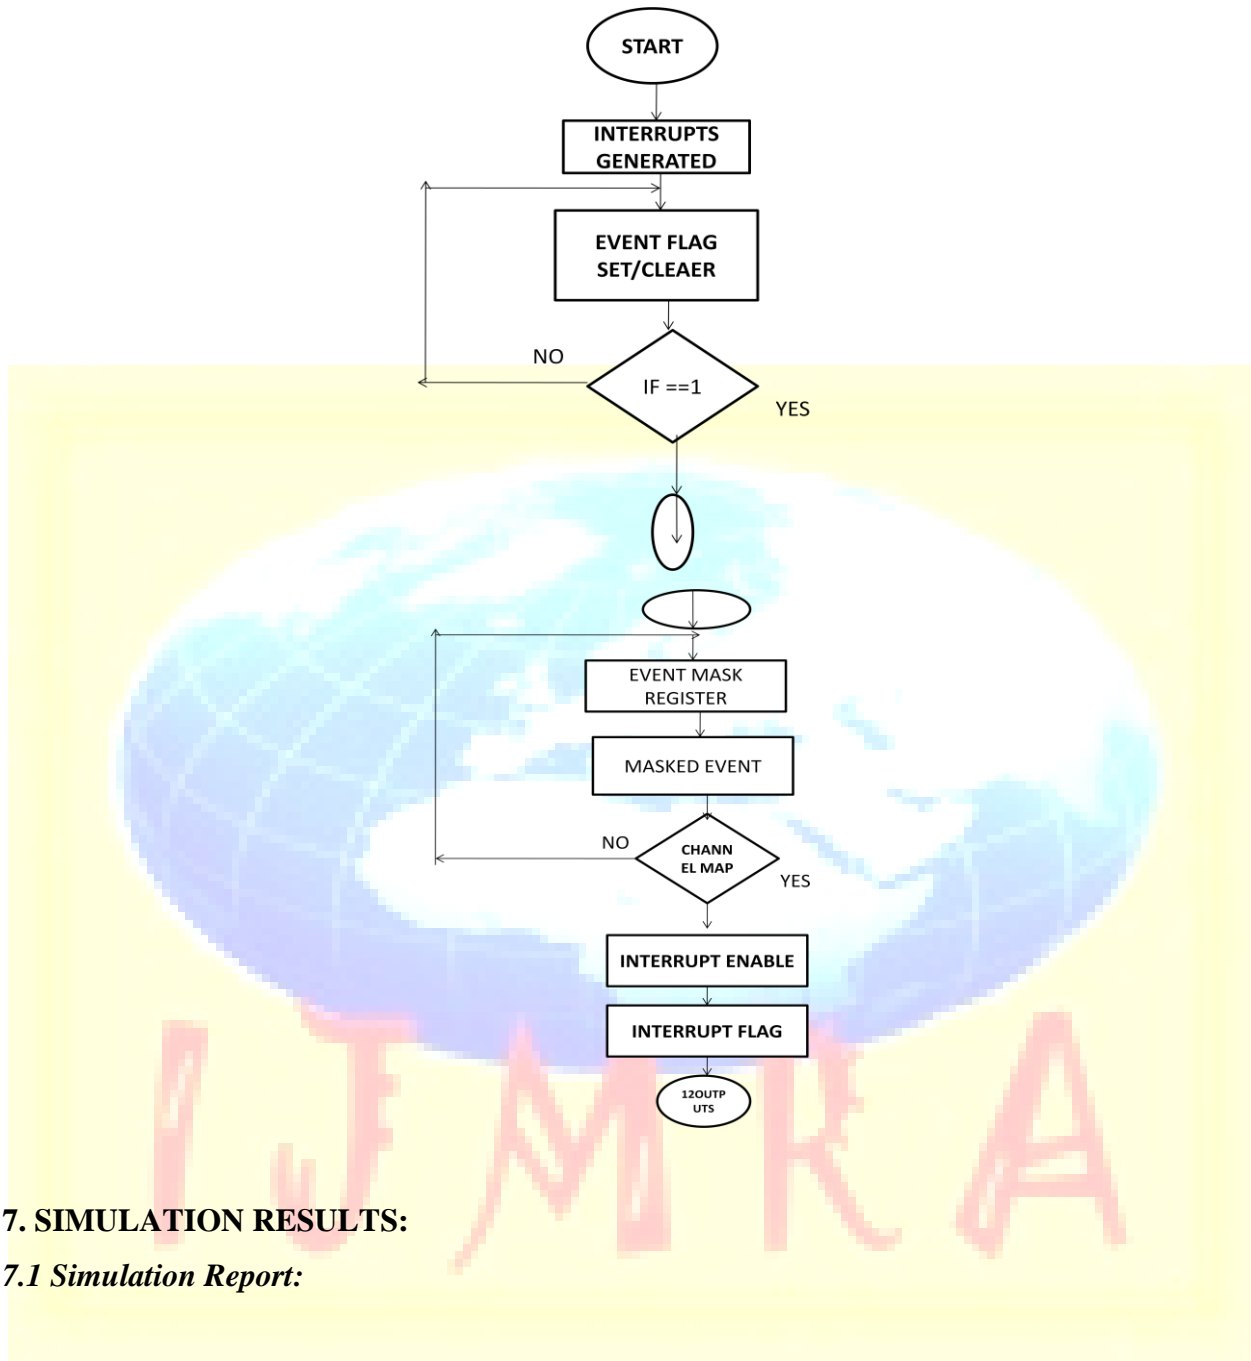 START
INTERRUPTS
GENERATED
EVENT FLAG
SET/CLEAER
NO
IF ==1
YES
EVENT MASK
REGISTER
MASKED EVENT
NO
CHANN
EL MAP
YES
INTERRUPT ENABLE
INTERRUPT FLAG
12OUTP
UTS
IJMRA
7. SIMULATION RESULTS:
7.1 Simulation Report: